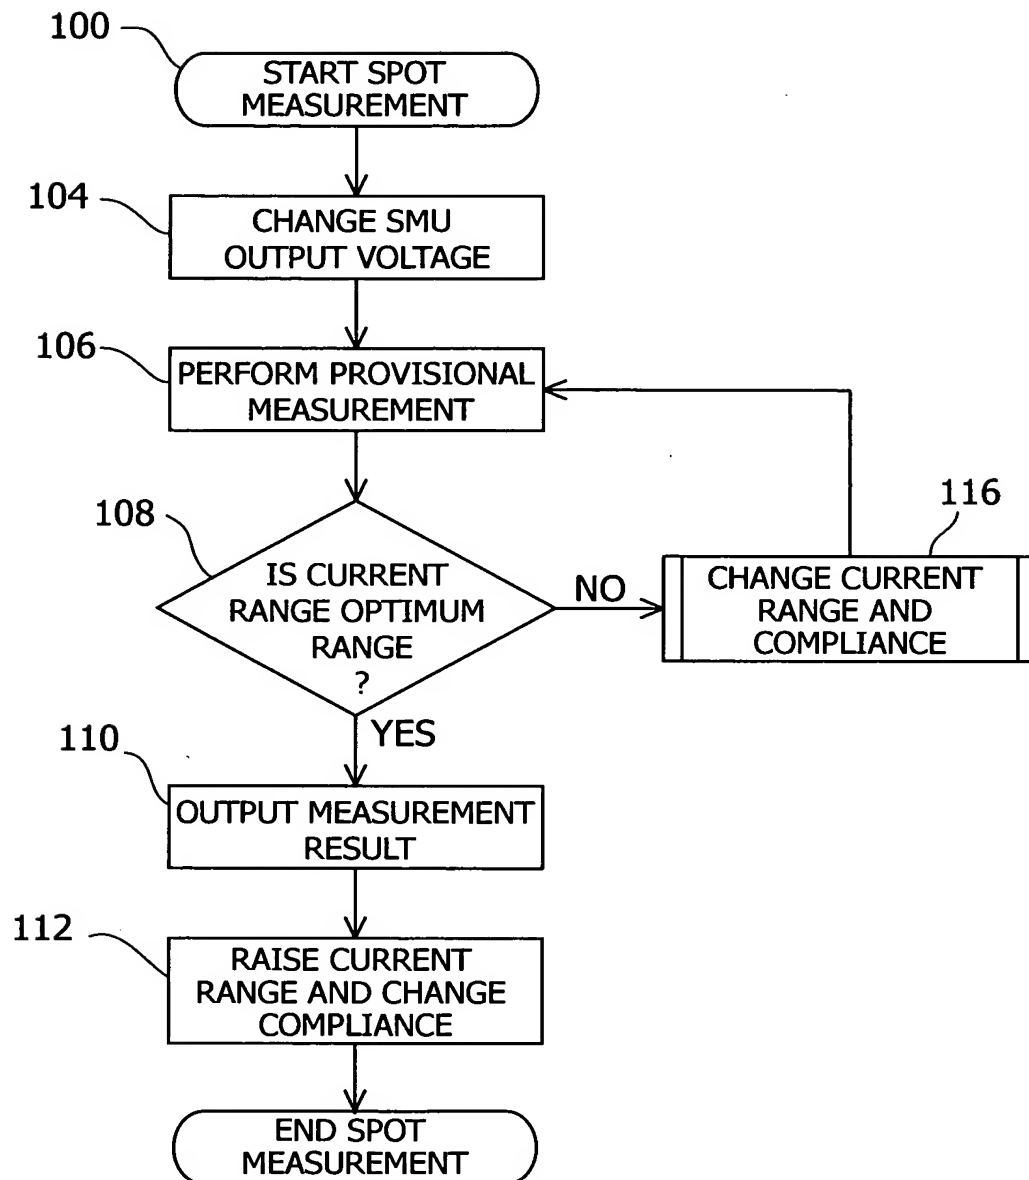 100
START SPOT
MEASUREMENT
104
CHANGE SMU
OUTPUT VOLTAGE
106
PERFORM PROVISIONAL
MEASUREMENT
108
IS CURRENT
RANGE OPTIMUM
RANGE
?
NO
116
CHANGE CURRENT
RANGE AND
COMPLIANCE
YES
110
OUTPUT MEASUREMENT
RESULT
112
RAISE CURRENT
RANGE AND CHANGE
COMPLIANCE
END SPOT
MEASUREMENT